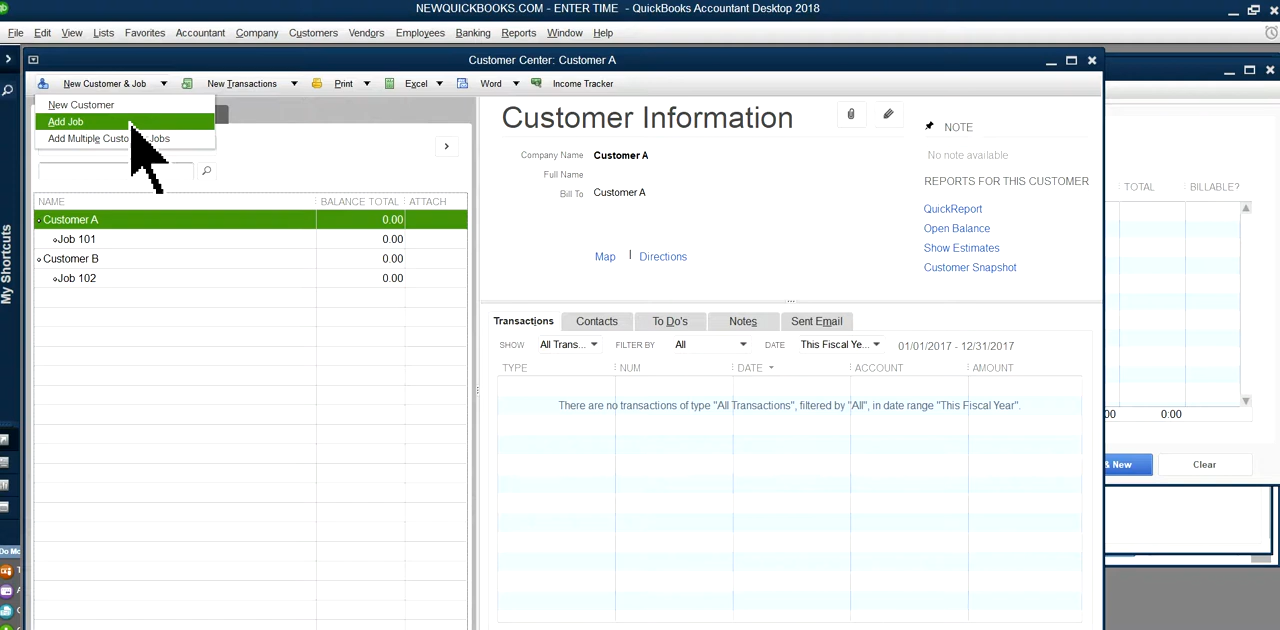 NEWQUICKBOOKS.COM - ENTER TIME - QuickBooks Accountant Desktop 2018
File Edit View Lists Favorites Accountant Company Customers Vendors Employees Banking Reports Window Help
Customer Center: Customer A
New Customer & Job New Transactions Print Excel Word Income Tracker
New Customer
Add Job
Add Multiple Jobs
Customer Information
NOTE
No note available
Company Name Customer A
Full Name
Bill To Customer A
Map | Directions
REPORTS FOR THIS CUSTOMER
QuickReport
Open Balance
Show Estimates
Customer Snapshot
NAME BALANCE TOTAL ATTACH
Customer A 0.00
Job 101 0.00
Customer B 0.00
Job 102 0.00
Transactions Contacts To Do's Notes Sent Email
SHOW All Trans... FILTER BY All DATE This Fiscal Ye... 01/01/2017 - 12/31/2017
TYPE NUM DATE ACCOUNT AMOUNT
There are no transactions of type "All Transactions", filtered by "All", in date range "This Fiscal Year".
TOTAL BILLABLE?
00 0:00
& New Clear
My Shortcuts
Do Mo